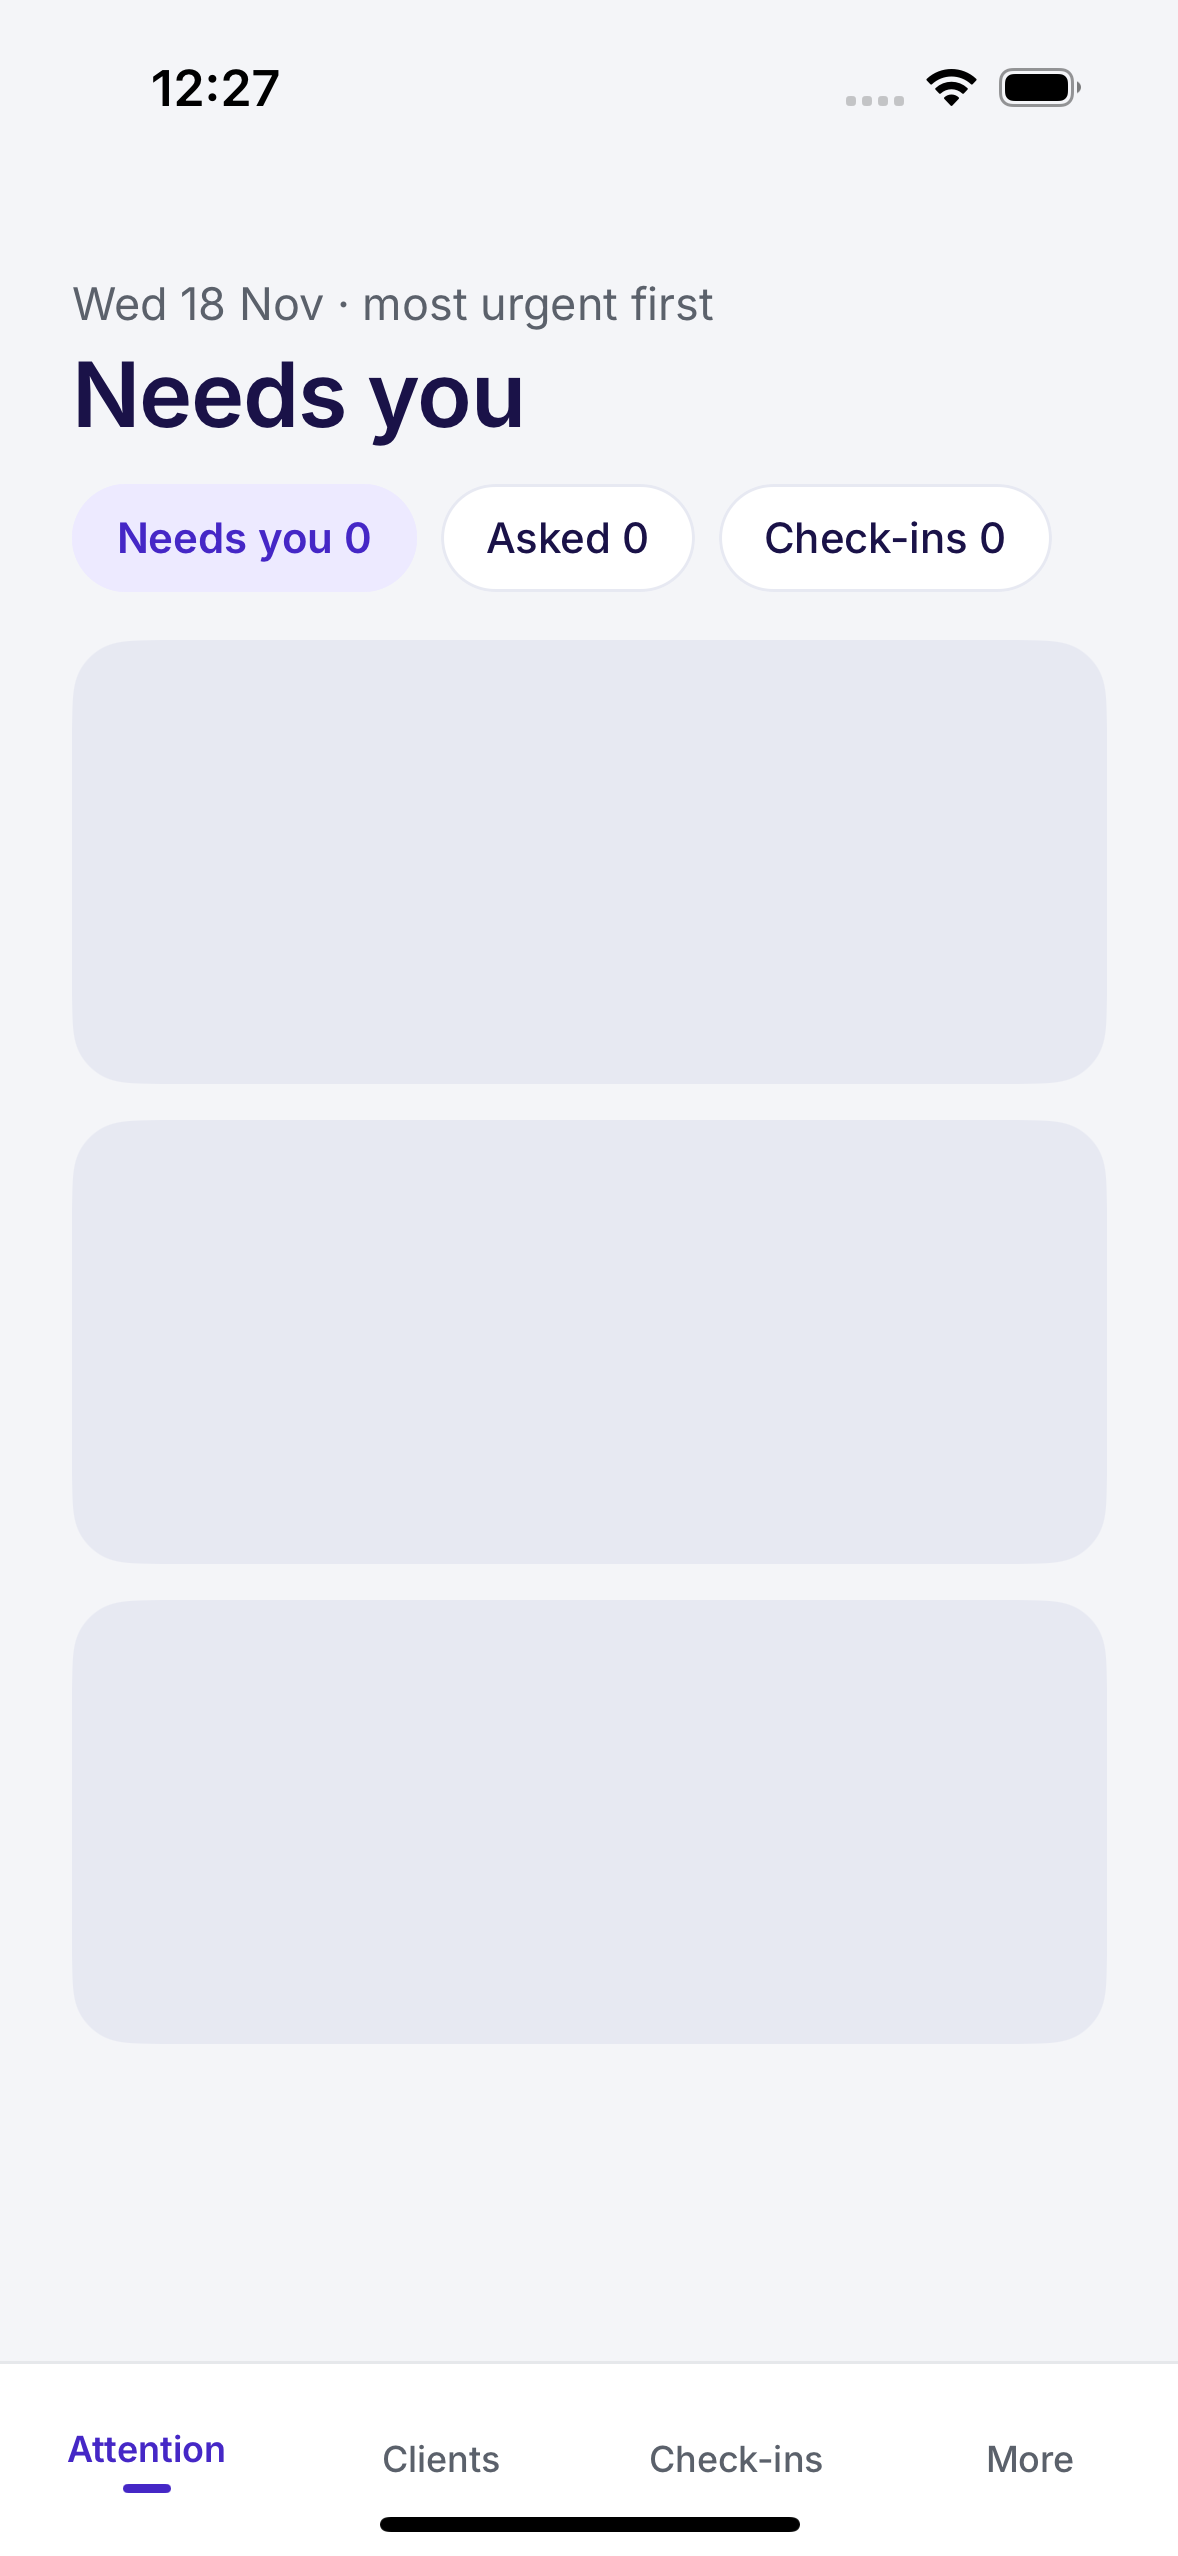 12:27
Wed 18 Nov · most urgent first
Needs you
Needs you 0
Asked 0
Check-ins 0
Attention
Clients
Check-ins
More